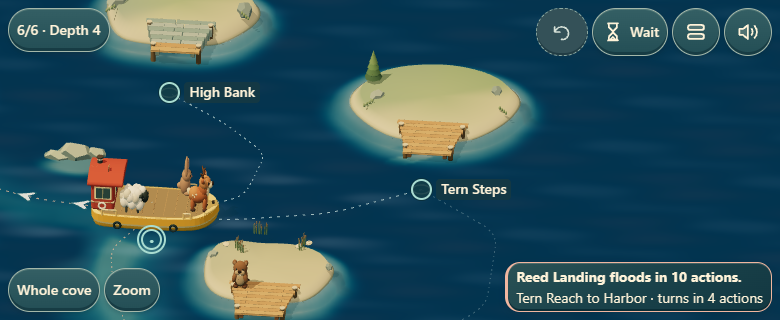 6/6 · Depth 4
Wait
High Bank
Tern Steps
Whole cove
Zoom
Reed Landing floods in 10 actions.
Tern Reach to Harbor · turns in 4 actions